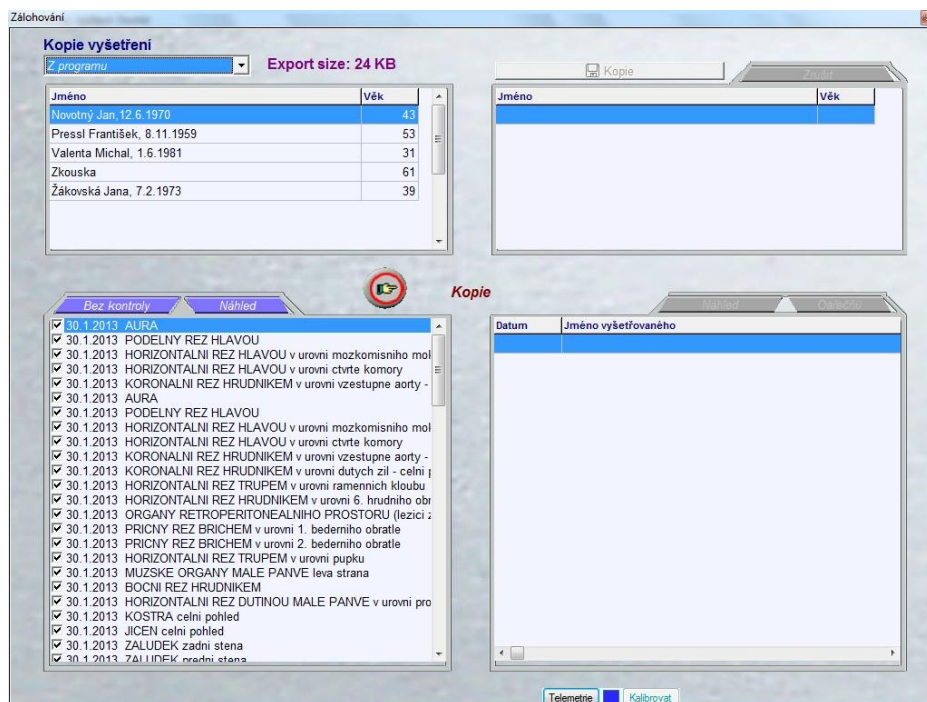 Zálohování
Kopie vyšetření
Z programu
Export size: 24 KB
Kopie
Zrušit
Jméno Věk
Novotný Jan,12.6.1970 43
Pressl František, 8.11.1959 53
Valenta Michal, 1.6.1981 31
Zkouska 61
Žákovská Jana, 7.2.1973 39
Jméno Věk
Kopie
Bez kontroly Náhled
30.1.2013 AURA
30.1.2013 PODELNY REZ HLAVOU
30.1.2013 HORIZONTALNI REZ HLAVOU v urovni mozkomisniho mol
30.1.2013 HORIZONTALNI REZ HLAVOU v urovni ctvrte komory
30.1.2013 KORONALNI REZ HRUDNIKEM v urovni vzestupne aorty -
30.1.2013 AURA
30.1.2013 PODELNY REZ HLAVOU
30.1.2013 HORIZONTALNI REZ HLAVOU v urovni mozkomisniho mol
30.1.2013 HORIZONTALNI REZ HLAVOU v urovni ctvrte komory
30.1.2013 KORONALNI REZ HRUDNIKEM v urovni vzestupne aorty -
30.1.2013 KORONALNI REZ HRUDNIKEM v urovni dutych zil - celni p
30.1.2013 HORIZONTALNI REZ TRUPEM v urovni ramennich kloubu
30.1.2013 HORIZONTALNI REZ HRUDNIKEM v urovni 6. hrudniho obr
30.1.2013 ORGANY RETROPERITONEALNIHO PROSTORU (lezici z
30.1.2013 PRICNY REZ BRICHEM v urovni 1. bederniho obratle
30.1.2013 PRICNY REZ BRICHEM v urovni 2. bederniho obratle
30.1.2013 HORIZONTALNI REZ TRUPEM v urovni pupku
30.1.2013 MUZSKE ORGANY MALE PANVE leva strana
30.1.2013 BOCNI REZ HRUDNIKEM
30.1.2013 HORIZONTALNI REZ DUTINOU MALE PANVE v urovni pro
30.1.2013 KOSTRA celni pohled
30.1.2013 JICEN celni pohled
30.1.2013 ZALUDEK zadni stena
30.1.2013 ZALUDEK predni stena
Náhled
Datum Jméno vyšetřovaného
Telemetrie Kalibrovat